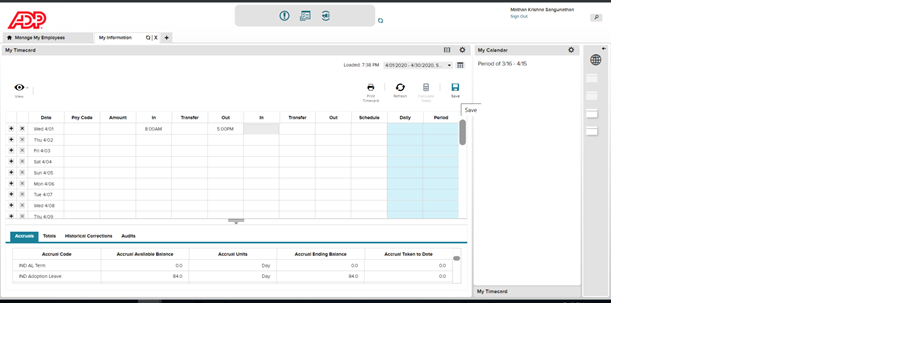 ADP
Mathan Krishna Sangunathan
Sign Out
Manage My Employees
My Information
X
My Timecard
My Calendar
Loaded: 7:38 PM
4/01/2020 - 4/30/2020, S...
Period of 3/16 - 4/15
View
Print Timecard
Refresh
Calculate Totals
Save
Save
Date Pay Code Amount In Transfer Out In Transfer Out Schedule Daily Period
Wed 4/01 8:00AM 5:00PM
Thu 4/02
Fri 4/03
Sat 4/04
Sun 4/05
Mon 4/06
Tue 4/07
Wed 4/08
Thu 4/09
Accruals Totals Historical Corrections Audits
Accrual Code Accrual Available Balance Accrual Units Accrual Ending Balance Accrual Taken to Date
IND AL Term 0.0 Day 0.0 0.0
IND Adoption Leave 84.0 Day 84.0 0.0
My Timecard